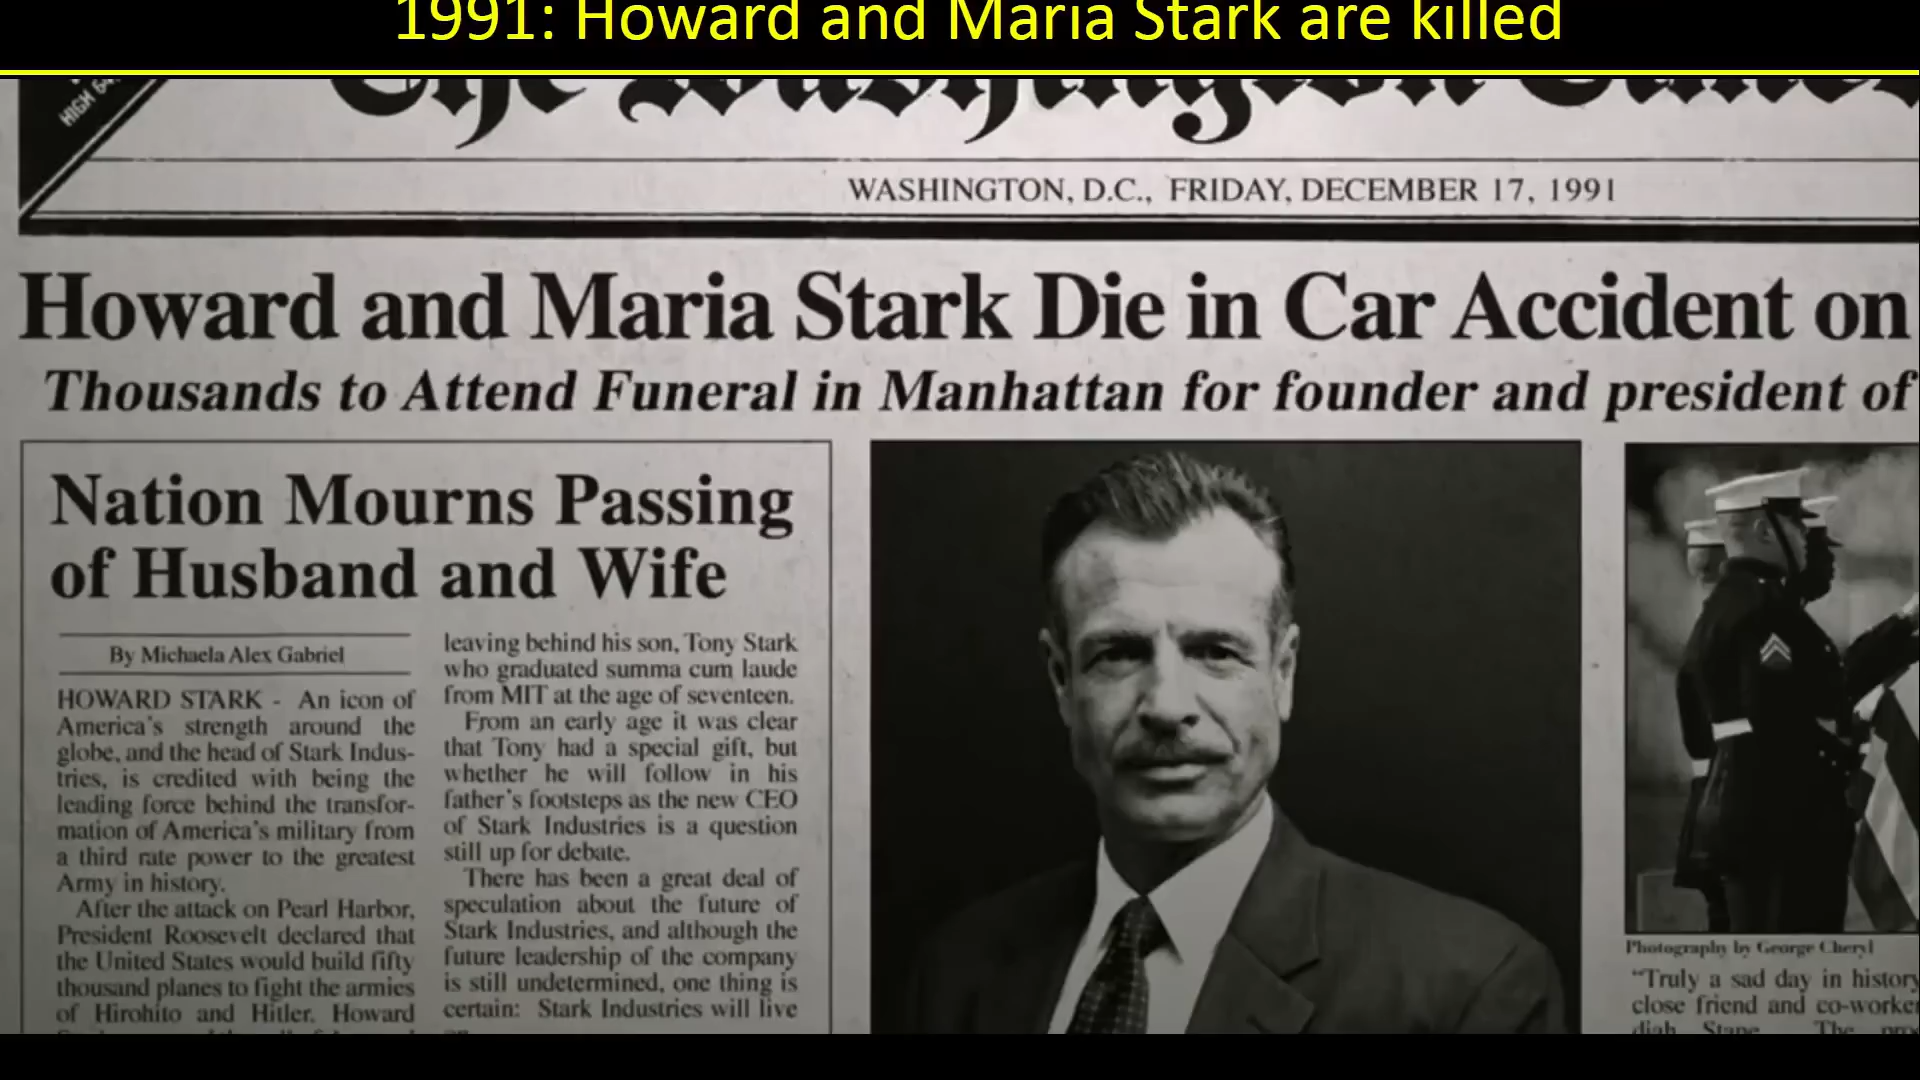 1991: Howard and Maria Stark are killed
HIGH
The Washington Times
WASHINGTON, D.C., FRIDAY, DECEMBER 17, 1991
Howard and Maria Stark Die in Car Accident on
Thousands to Attend Funeral in Manhattan for founder and president of
Nation Mourns Passing
of Husband and Wife
By Michaela Alex Gabriel
HOWARD STARK - An icon of
America's strength around the
globe, and the head of Stark Indus-
tries, is credited with being the
leading force behind the transfor-
mation of America's military from
a third rate power to the greatest
Army in history.
After the attack on Pearl Harbor,
President Roosevelt declared that
the United States would build fifty
thousand planes to fight the armies
of Hirohito and Hitler. Howard
leaving behind his son, Tony Stark
who graduated summa cum laude
from MIT at the age of seventeen.
From an early age it was clear
that Tony had a special gift, but
whether he will follow in his
father's footsteps as the new CEO
of Stark Industries is a question
still up for debate.
There has been a great deal of
speculation about the future of
Stark Industries, and although the
future leadership of the company
is still undetermined, one thing is
certain: Stark Industries will live
on
Photography by George Cheryl
"Truly a sad day in history
close friend and co-worker
diah Stane. The